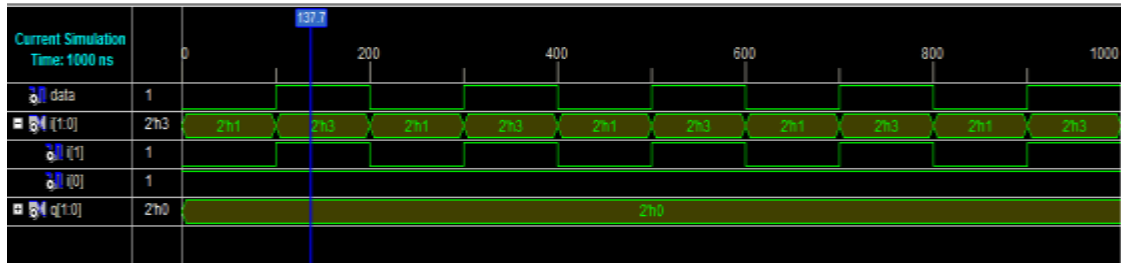 137.7
Current Simulation
Time: 1000 ns
0 200 400 600 800 1000
data 1
i[1:0] 2'h3 2'h1 2'h3 2'h1 2'h3 2'h1 2'h3 2'h1 2'h3 2'h1 2'h3
i[1] 1
i[0] 1
q[1:0] 2'h0 2'h0